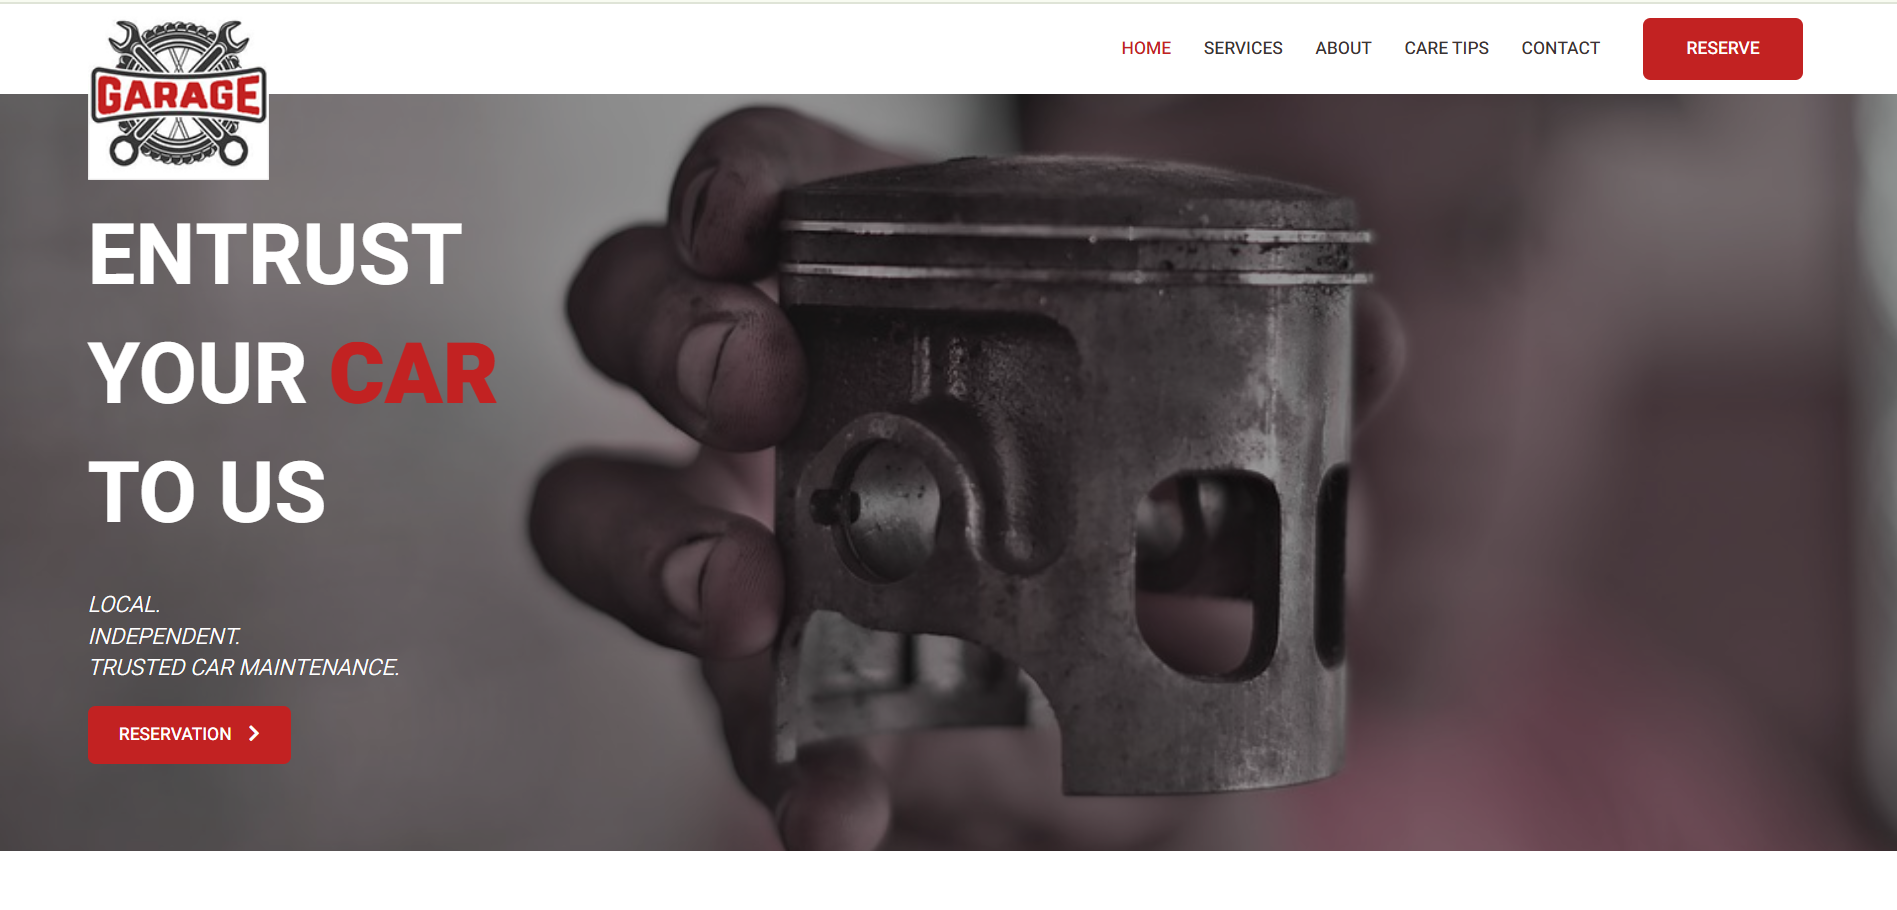 GARAGE
HOME SERVICES ABOUT CARE TIPS CONTACT RESERVE
ENTRUST
YOUR CAR
TO US
LOCAL.
INDEPENDENT.
TRUSTED CAR MAINTENANCE.
RESERVATION